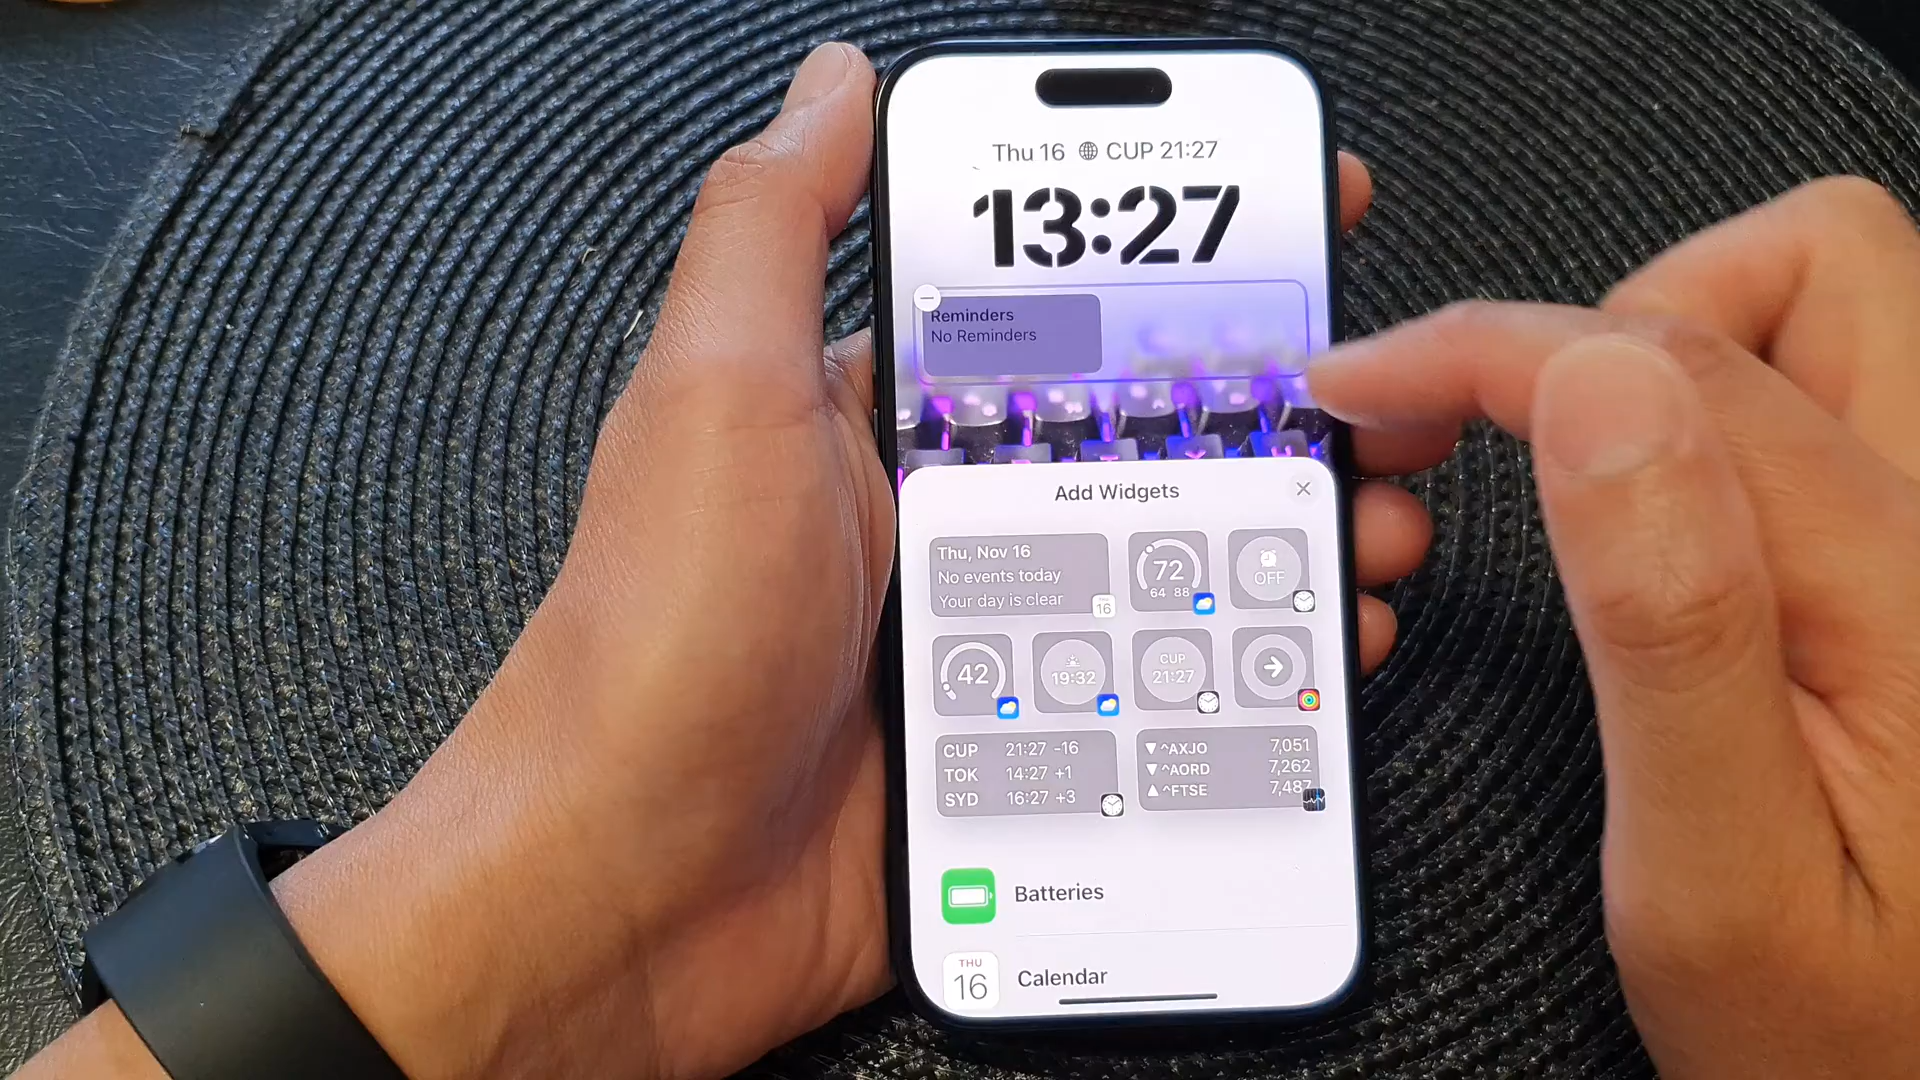 Thu 16 CUP 21:27
13:27
Reminders
No Reminders
Add Widgets
Thu, Nov 16
No events today
Your day is clear
16
72
64 88
OFF
42
19:32
CUP
21:27
CUP 21:27 -16
TOK 14:27 +1
SYD 16:27 +3
▼^AXJO 7,051
▼^AORD 7,262
▲^FTSE 7,487
Batteries
THU
16
Calendar